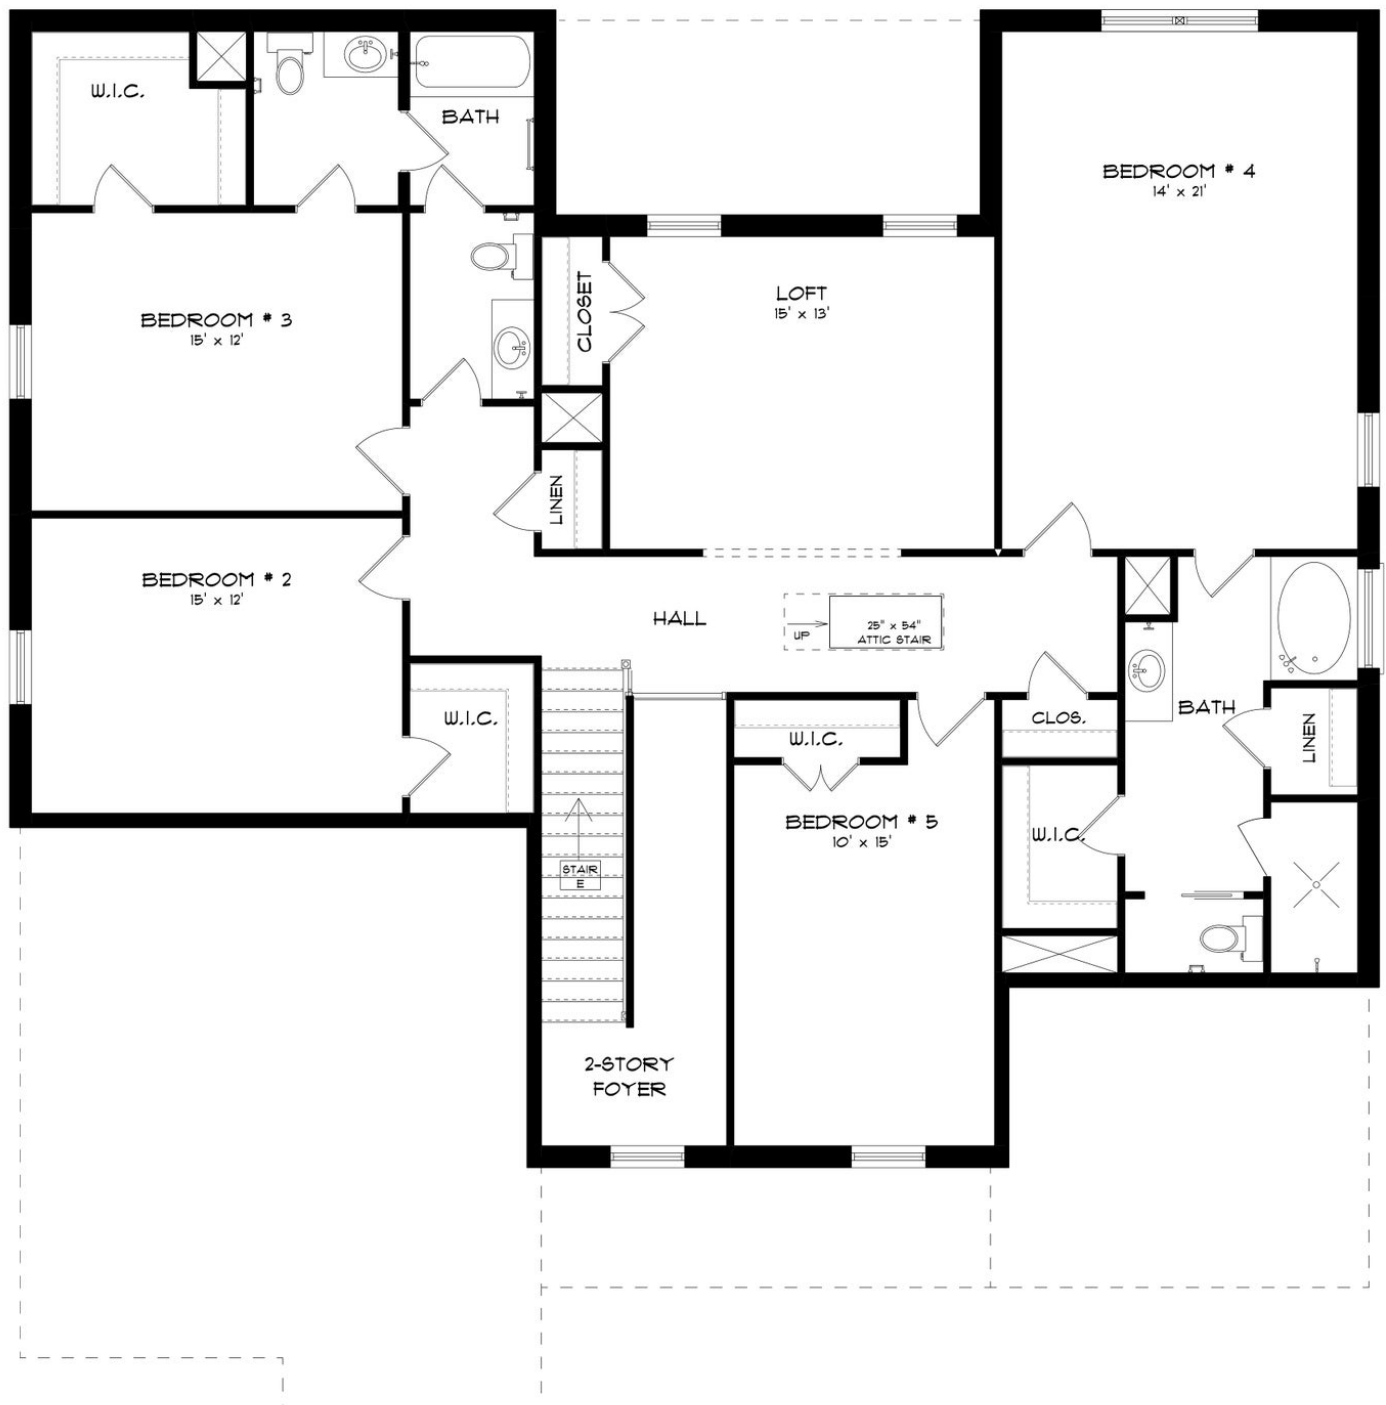 W.I.C.
BATH
BEDROOM # 4
14' x 21'
BEDROOM # 3
15' x 12'
CLOSET
LOFT
15' x 13'
LINEN
BEDROOM # 2
15' x 12'
HALL
UP
25" x 54"
ATTIC STAIR
W.I.C.
W.I.C.
CLOS.
BATH
LINEN
BEDROOM # 5
10' x 15'
W.I.C.
STAIR
E
2-STORY
FOYER